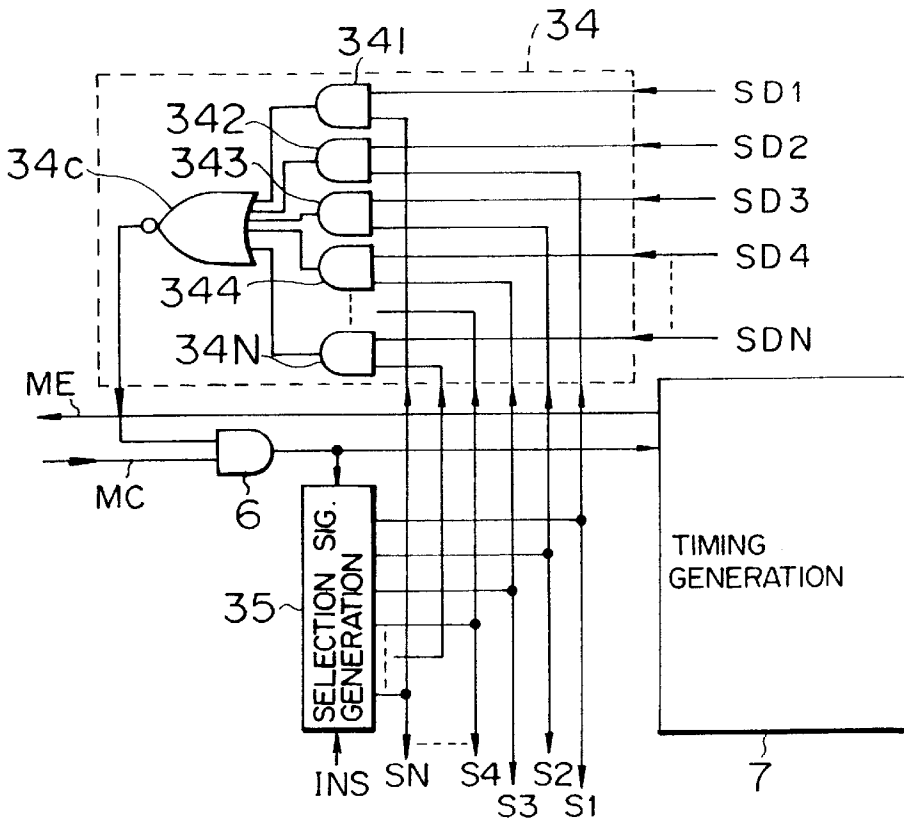 34
341
SD1
342
SD2
343
34c
SD3
SD4
344
34N
SDN
ME
MC
6
TIMING
GENERATION
35
SELECTION SIG.
GENERATION
INS
SN
S4
S2
S3
S1
7